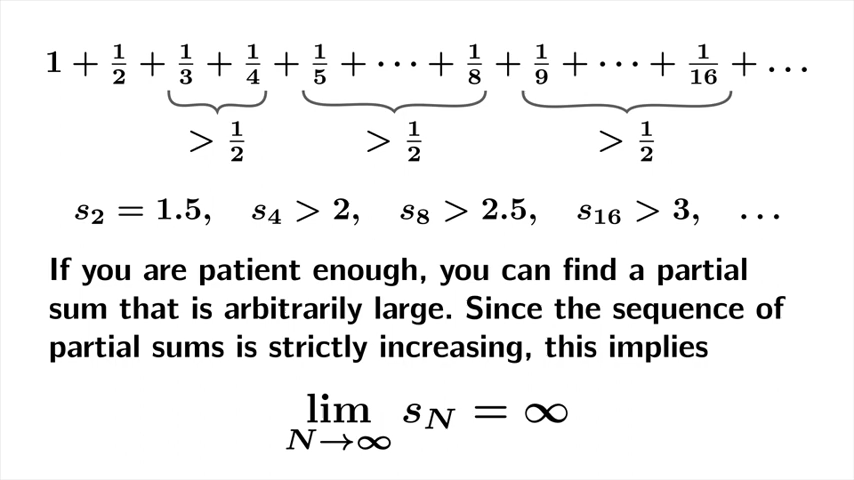 1 + 1/2 + 1/3 + 1/4 + 1/5 + ⋯ + 1/8 + 1/9 + ⋯ + 1/16 + …
> 1/2 > 1/2 > 1/2
s₂ = 1.5, s₄ > 2, s₈ > 2.5, s₁₆ > 3, …
If you are patient enough, you can find a partial
sum that is arbitrarily large. Since the sequence of
partial sums is strictly increasing, this implies
lim s_N = ∞
N→∞